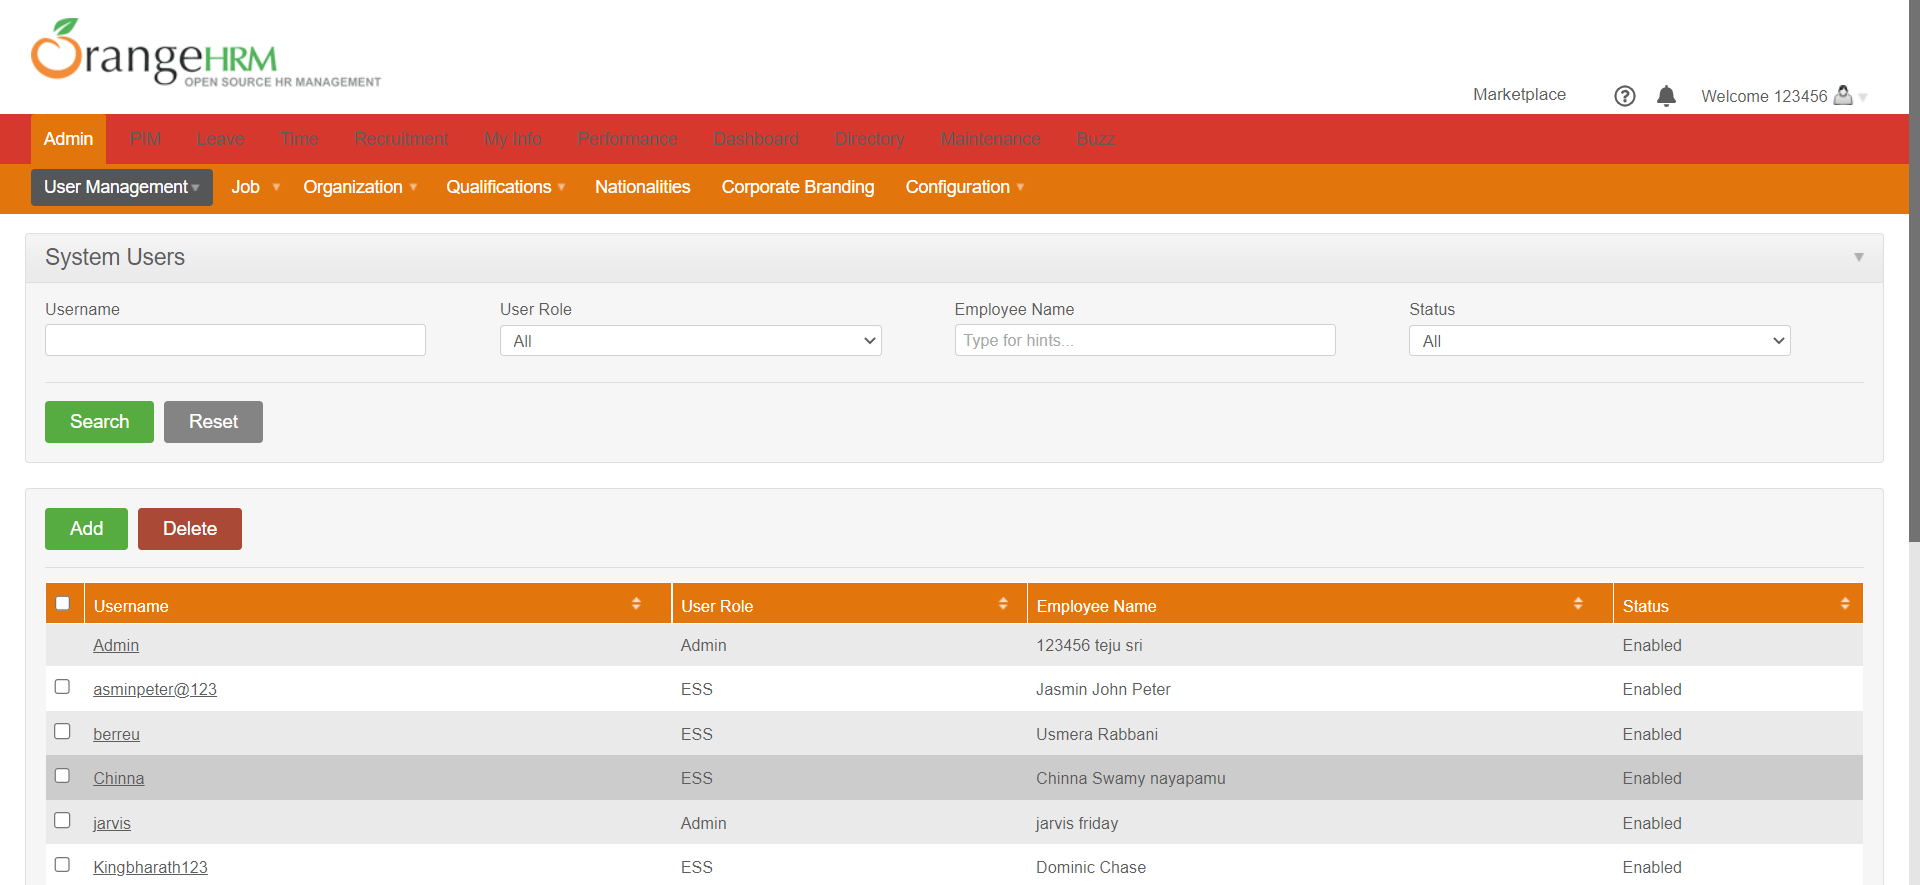 OrangeHRM
OPEN SOURCE HR MANAGEMENT
Marketplace
Welcome 123456
Admin PIM Leave Time Recruitment My Info Performance Dashboard Directory Maintenance Buzz
User Management Job Organization Qualifications Nationalities Corporate Branding Configuration
System Users
Username User Role Employee Name Status
All Type for hints... All
Search Reset
Add Delete
Username User Role Employee Name Status
Admin Admin 123456 teju sri Enabled
asminpeter@123 ESS Jasmin John Peter Enabled
berreu ESS Usmera Rabbani Enabled
Chinna ESS Chinna Swamy nayapamu Enabled
jarvis Admin jarvis friday Enabled
Kingbharath123 ESS Dominic Chase Enabled